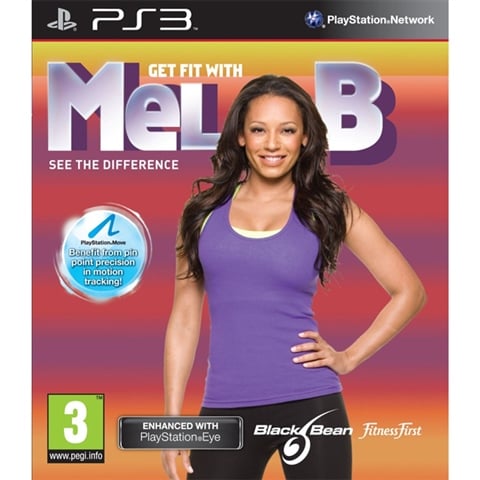 PS3
PlayStation®Network
GET FIT WITH
MeL B
SEE THE DIFFERENCE
PlayStation®Move
Benefit from pin
point precision
in motion
tracking!
3
™
www.pegi.info
ENHANCED WITH
PlayStation®Eye
Black Bean
Fitness First